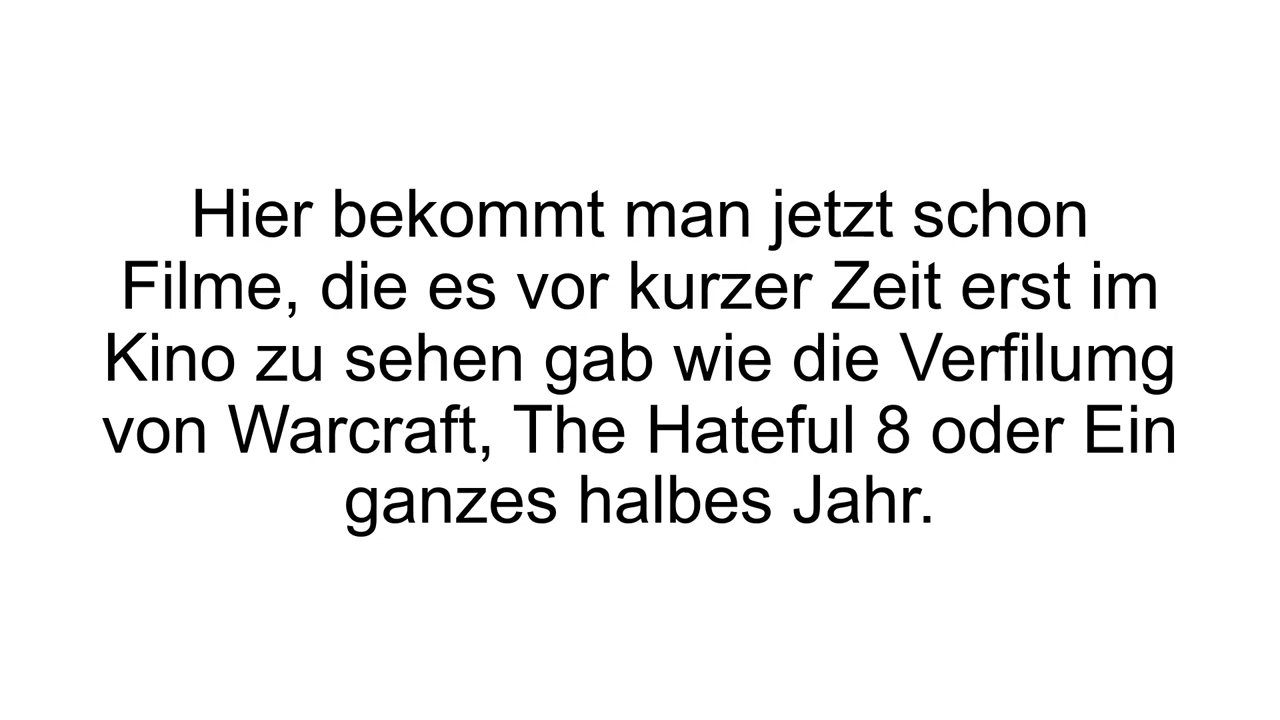 Hier bekommt man jetzt schon
Filme, die es vor kurzer Zeit erst im
Kino zu sehen gab wie die Verfilumg
von Warcraft, The Hateful 8 oder Ein
ganzes halbes Jahr.